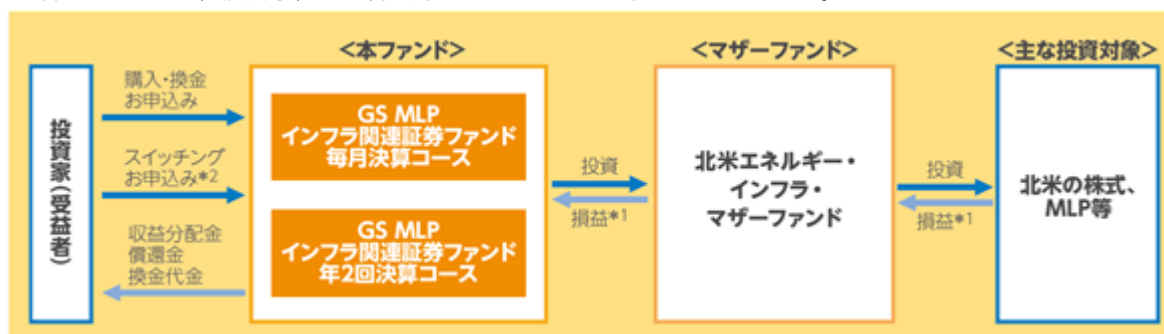 <本ファンド>
<マザーファンド>
<主な投資対象>
投資家(受益者)
購入・換金
お申込み
スイッチング
お申込み*2
収益分配金
償還金
換金代金
GS MLP
インフラ関連証券ファンド
毎月決算コース
GS MLP
インフラ関連証券ファンド
年2回決算コース
投資
損益*1
北米エネルギー・
インフラ・
マザーファンド
投資
損益*1
北米の株式、
MLP等